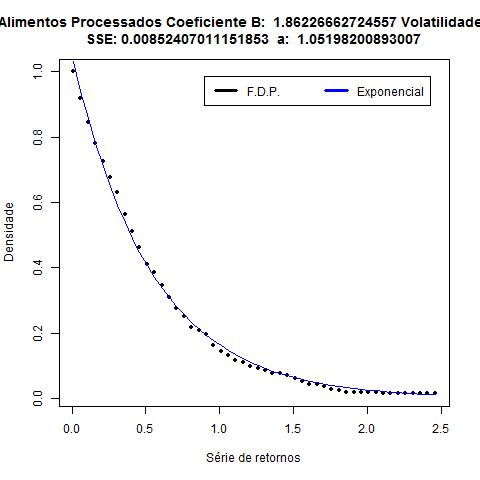 Alimentos Processados Coeficiente B: 1.86226662724557 Volatilidade
SSE: 0.00852407011151853 a: 1.05198200893007
F.D.P.
Exponencial
Densidade
1.0
0.8
0.6
0.4
0.2
0.0
0.0
0.5
1.0
1.5
2.0
2.5
Série de retornos